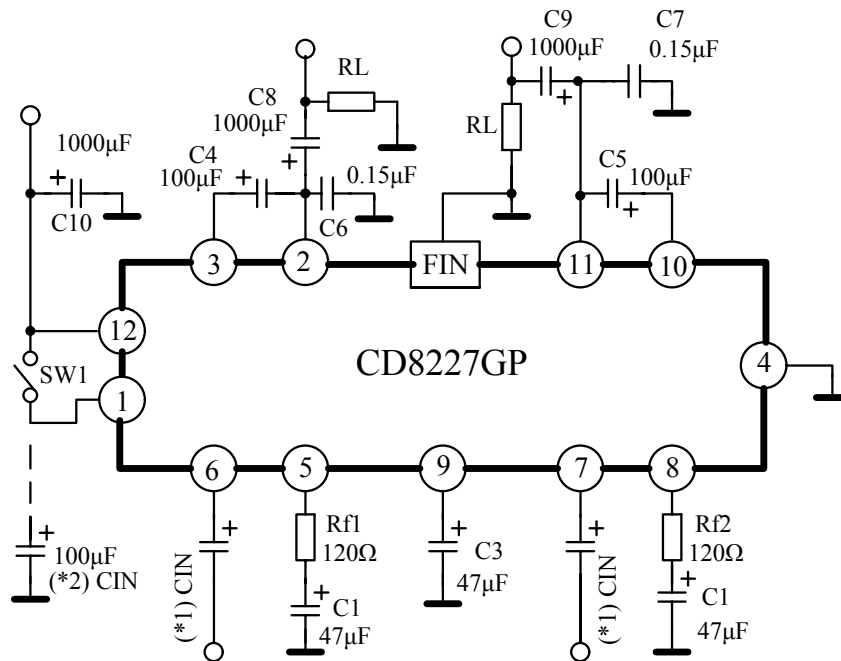 C9
1000μF
C7
0.15μF
RL
C8
1000μF
RL
1000μF
C10
C4
100μF
0.15μF
C6
C5
100μF
3
2
FIN
11
10
12
SW1
1
CD8227GP
4
6
5
9
7
8
100μF
(*2) CIN
(*1) CIN
Rf1
120Ω
C1
47μF
C3
47μF
(*1) CIN
Rf2
120Ω
C1
47μF